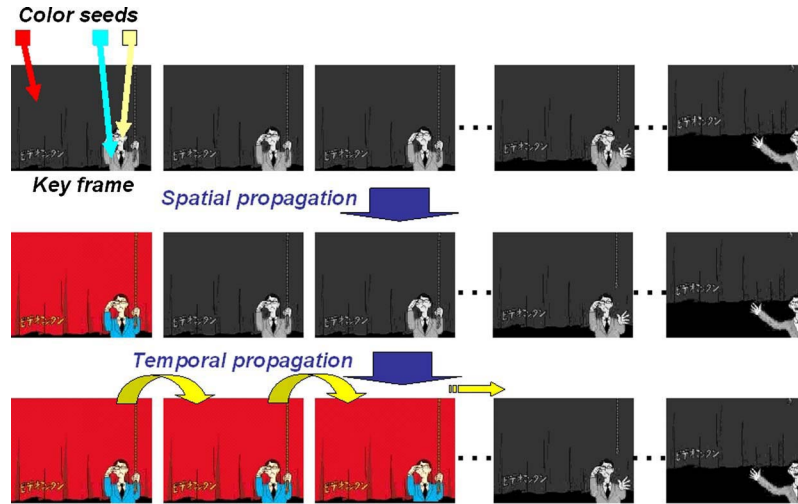 Color seeds
Key frame
Spatial propagation
Temporal propagation